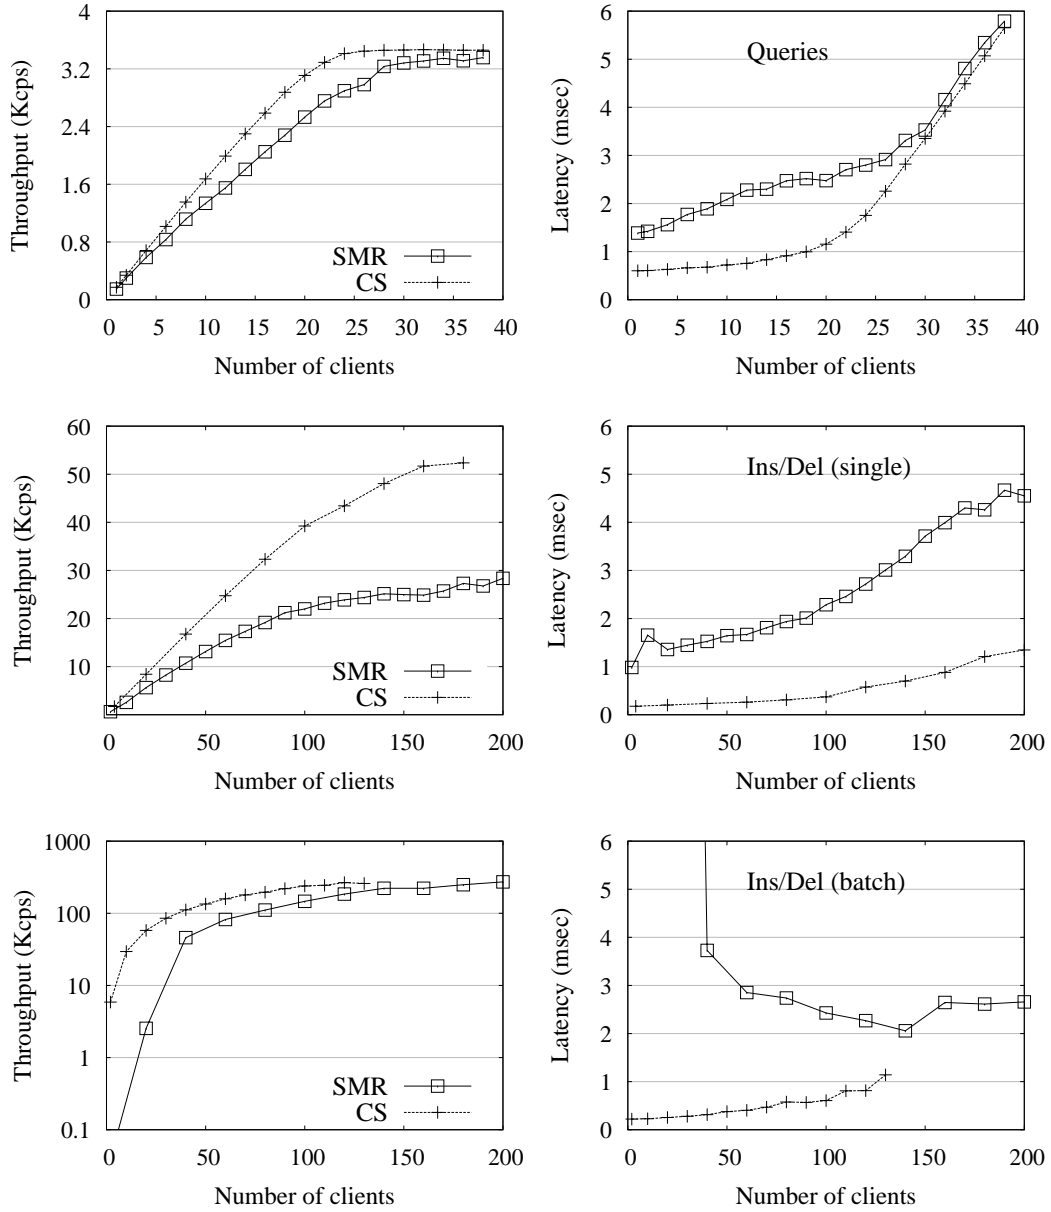 4
3.2
2.4
1.6
0.8
0
Throughput (Kcps)
SMR
CS
0 5 10 15 20 25 30 35 40
Number of clients
6
5
4
3
2
1
0
Latency (msec)
Queries
0 5 10 15 20 25 30 35 40
Number of clients
60
50
40
30
20
10
Throughput (Kcps)
SMR
CS
0 50 100 150 200
Number of clients
6
5
4
3
2
1
0
Latency (msec)
Ins/Del (single)
0 50 100 150 200
Number of clients
1000
100
10
1
0.1
Throughput (Kcps)
SMR
CS
0 50 100 150 200
Number of clients
6
5
4
3
2
1
0
Latency (msec)
Ins/Del (batch)
0 50 100 150 200
Number of clients